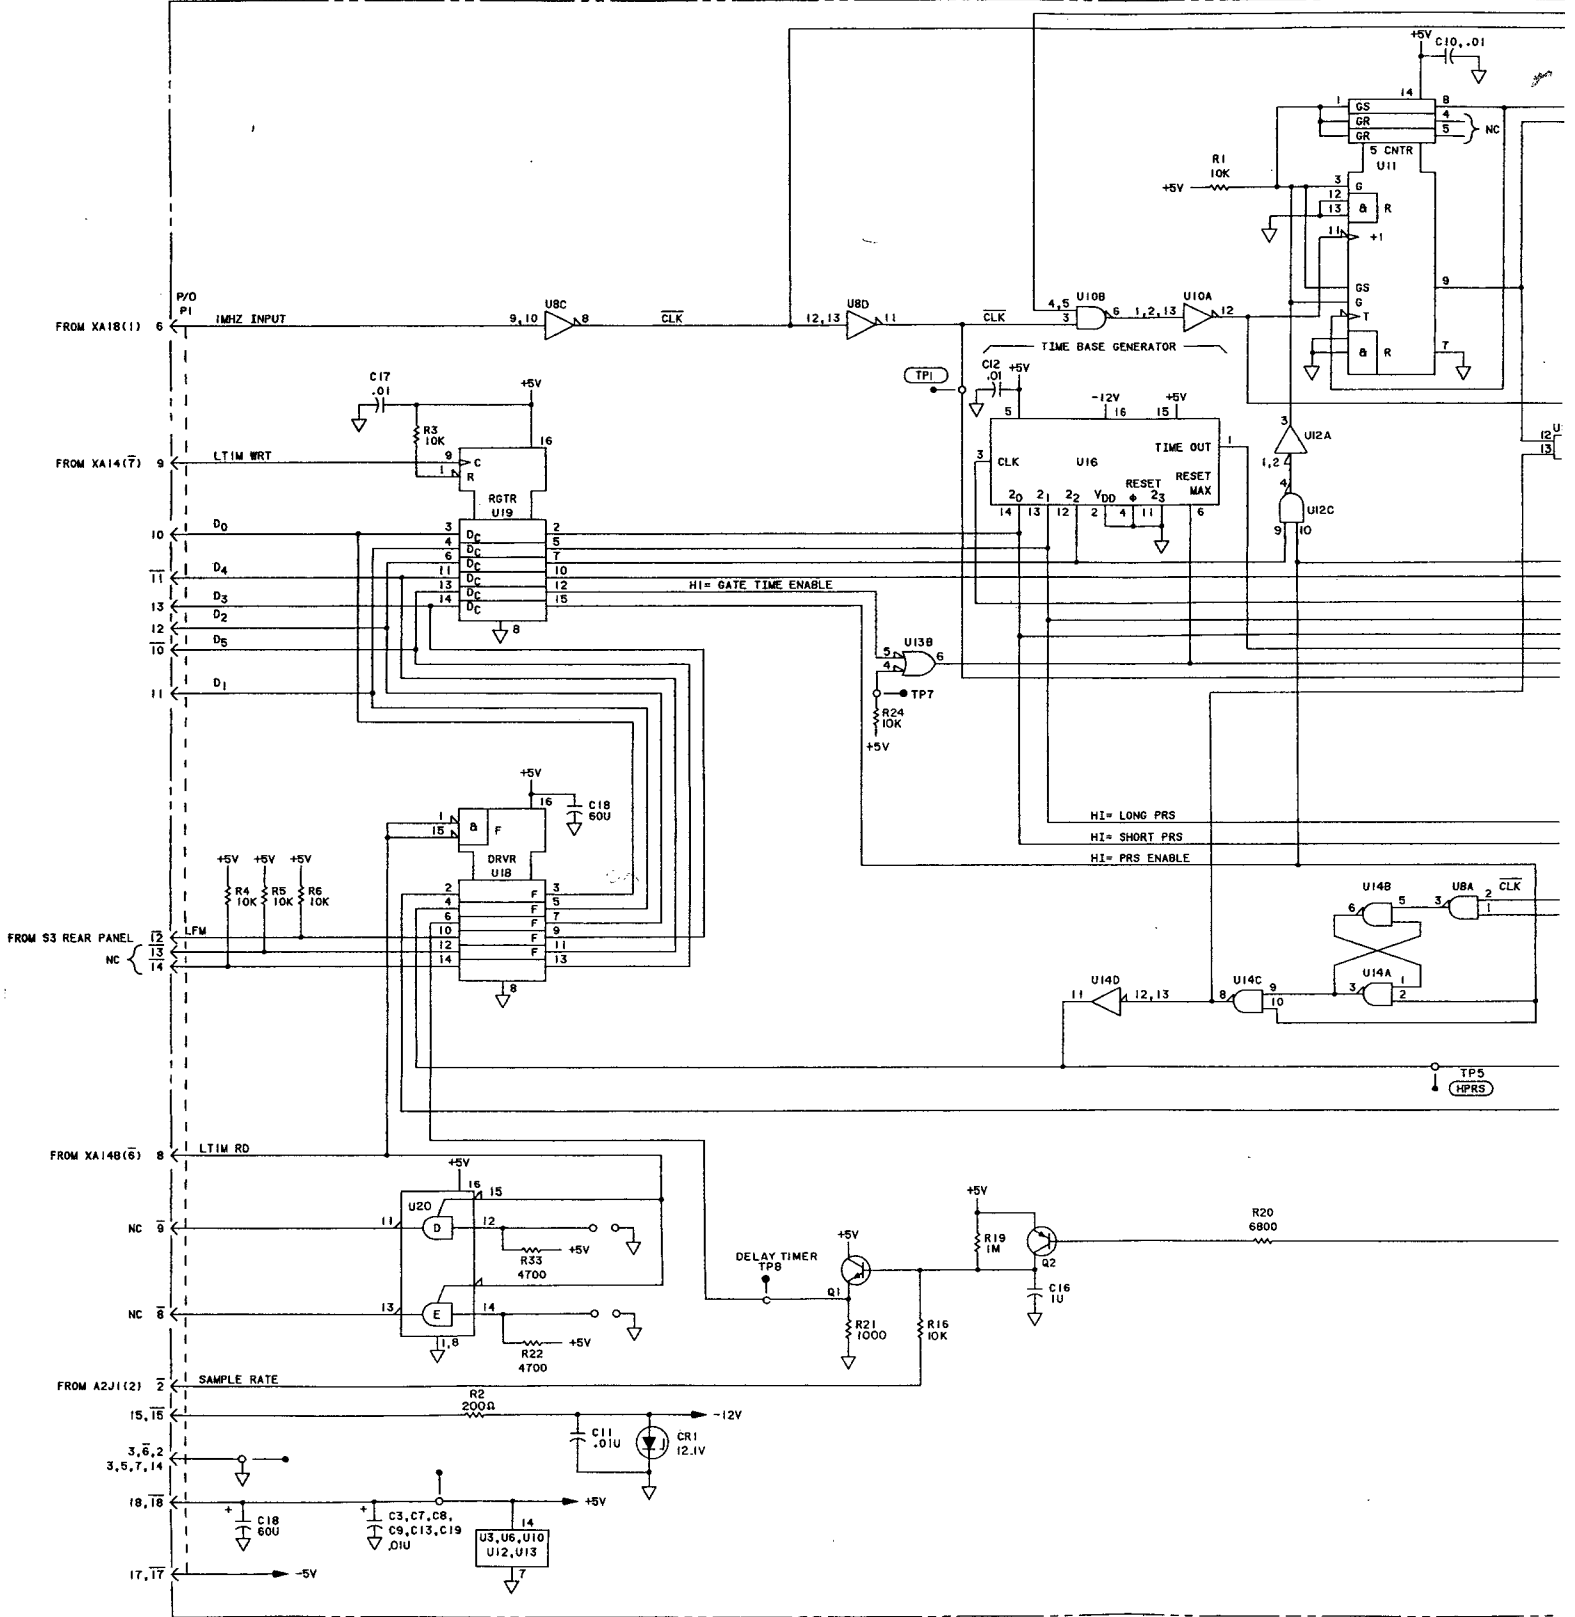 +5V C10,.01
14
1 GS 8
GR 4
GR 5
NC
5 CNTR
U11
R1
10K
+5V
3 G
12
13 & R
11 +1
GS
G
T
& R
9
7
P/O
P1
FROM XA18(1) 6 1MHZ INPUT
9,10 U8C 8 CLK
12,13 U8D 11
CLK
4,5
3 U10B 6
1,2,13 U10A 12
TIME BASE GENERATOR
TP1
C12
.01 +5V
5
-12V
16
+5V
15
TIME OUT 1
3 CLK U16
RESET
RESET
MAX
20 21 22 VDD Φ 23
14 13 12 2 4 11 6
3
U12A
1,2
4
U12C
9 10
12
13
U
C17
.01
+5V
R3
10K
16
FROM XA14(7) 9 LTIM WRT
9 C
1 R
RGTR
U19
10 D0
11 D4
13 D3
12 D2
10 D5
11 D1
3 DC 2
4 5
6 DC 7
11 DC 10
13 DC 12
14 DC 15
8
HI= GATE TIME ENABLE
U13B
5
4
6
TP7
R24
10K
+5V
HI= LONG PRS
HI= SHORT PRS
HI= PRS ENABLE
+5V
16
C18
60U
1
15 & F
DRVR
U18
2 F 3
4 F 5
6 F 7
10 F 9
12 F 11
14 13
8
+5V +5V +5V
R4
10K
R5
10K
R6
10K
FROM S3 REAR PANEL 12 LFM
NC 13
14
U14B
6 5
U8A
3 2 CLK
1
U14D
11 12,13
U14C
8 9
10
U14A
3 1
2
TP5
HPRS
FROM XA14B(6) 8 LTIM RD
+5V
16 15
U20
NC 9 11 D 12
R33
4700
+5V
NC 8 13 E 14
R22
4700
+5V
1,8
DELAY TIMER
TP8
+5V
Q1
R21
1000
R16
10K
+5V
R19
1M
Q2
C16
1U
R20
6800
FROM A2J1(2) 2 SAMPLE RATE
15,15
R2
200Ω
-12V
C11
.01U
CR1
12.1V
3,6,2
3,5,7,14
18,18 +5V
+ C18
60U
+ C3,C7,C8,
C9,C13,C19
.01U
14
U3,U6,U10
U12,U13
7
17,17 -5V